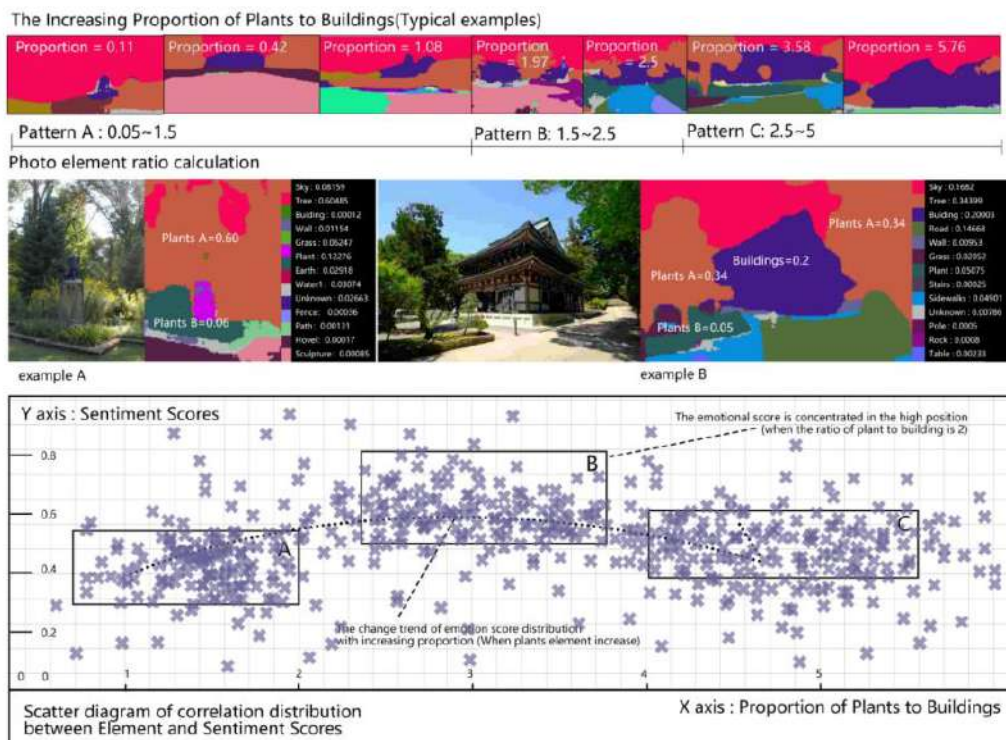 The Increasing Proportion of Plants to Buildings(Typical examples)
Proportion = 0.11
Proportion = 0.42
Proportion = 1.08
Proportion
= 1.97
Proportion
= 2.5
Proportion = 3.58
Proportion = 5.76
Pattern A : 0.05~1.5
Pattern B: 1.5~2.5
Pattern C: 2.5~5
Photo element ratio calculation
Plants A=0.60
Plants B=0.06
Sky : 0.08159
Tree : 0.60485
Building : 0.00012
Wall : 0.01154
Grass : 0.06247
Plant : 0.12276
Earth : 0.02918
Water1 : 0.03074
Unknown : 0.02663
Fence : 0.00036
Path : 0.00131
Hovel : 0.00017
Sculpture : 0.00085
Plants A=0.34
Buildings=0.2
Plants A=0.34
Plants B=0.05
Sky : 0.1682
Tree : 0.34399
Building : 0.20003
Road : 0.14668
Wall : 0.00953
Grass : 0.02952
Plant : 0.05075
Stairs : 0.00025
Sidewalks : 0.04901
Unknown : 0.00786
Pole : 0.0005
Rock : 0.0008
Table : 0.00233
example A
example B
Y axis : Sentiment Scores
The emotional score is concentrated in the high position
(when the ratio of plant to building is 2)
0.8
B
0.6
A
C
0.4
The change trend of emotion score distribution
with increasing proportion (When plants element increase)
0.2
0 0
1
2
3
4
5
Scatter diagram of correlation distribution
between Element and Sentiment Scores
X axis : Proportion of Plants to Buildings